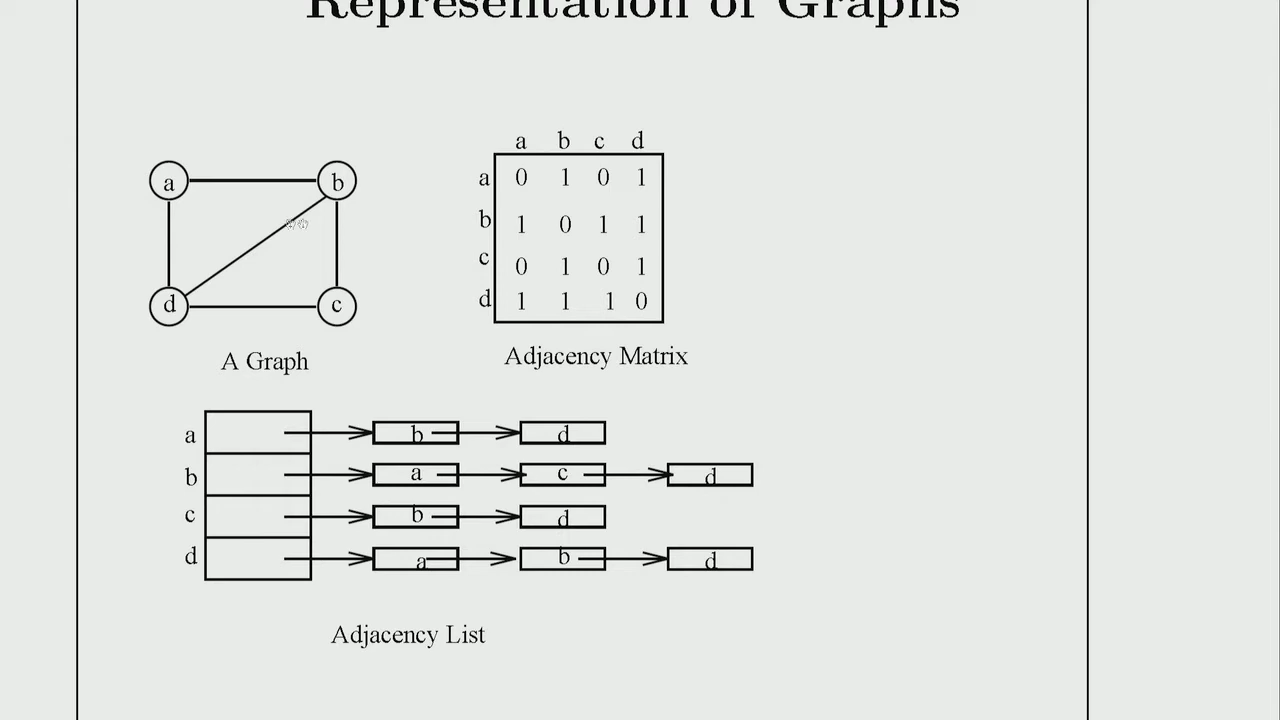 Representation of Graphs
a b c d
a b
a 0 1 0 1
b 1 0 1 1
c 0 1 0 1
d 1 1 1 0
d c
A Graph
Adjacency Matrix
a b d
b a c d
c b d
d a b d
Adjacency List